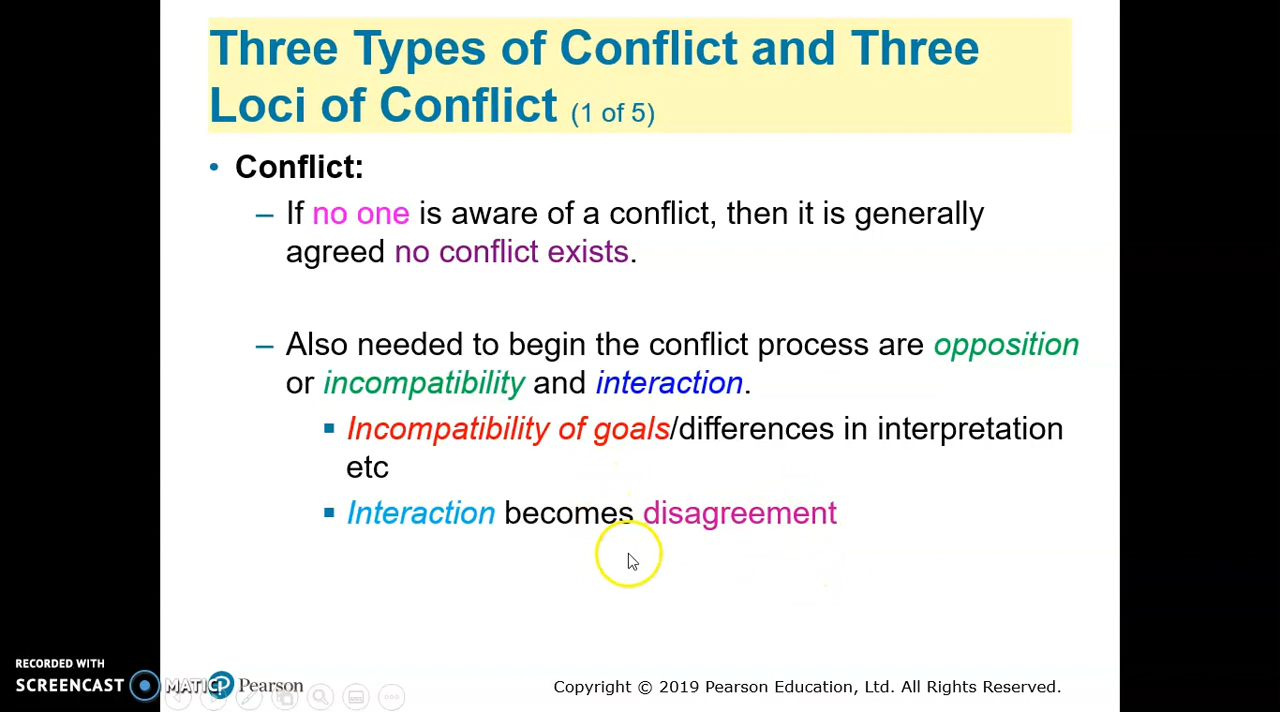 Three Types of Conflict and Three
Loci of Conflict (1 of 5)
• Conflict:
– If no one is aware of a conflict, then it is generally
agreed no conflict exists.
– Also needed to begin the conflict process are opposition
or incompatibility and interaction.
▪ Incompatibility of goals/differences in interpretation
etc
▪ Interaction becomes disagreement
RECORDED WITH
SCREENCAST MATIC
Pearson
Copyright © 2019 Pearson Education, Ltd. All Rights Reserved.